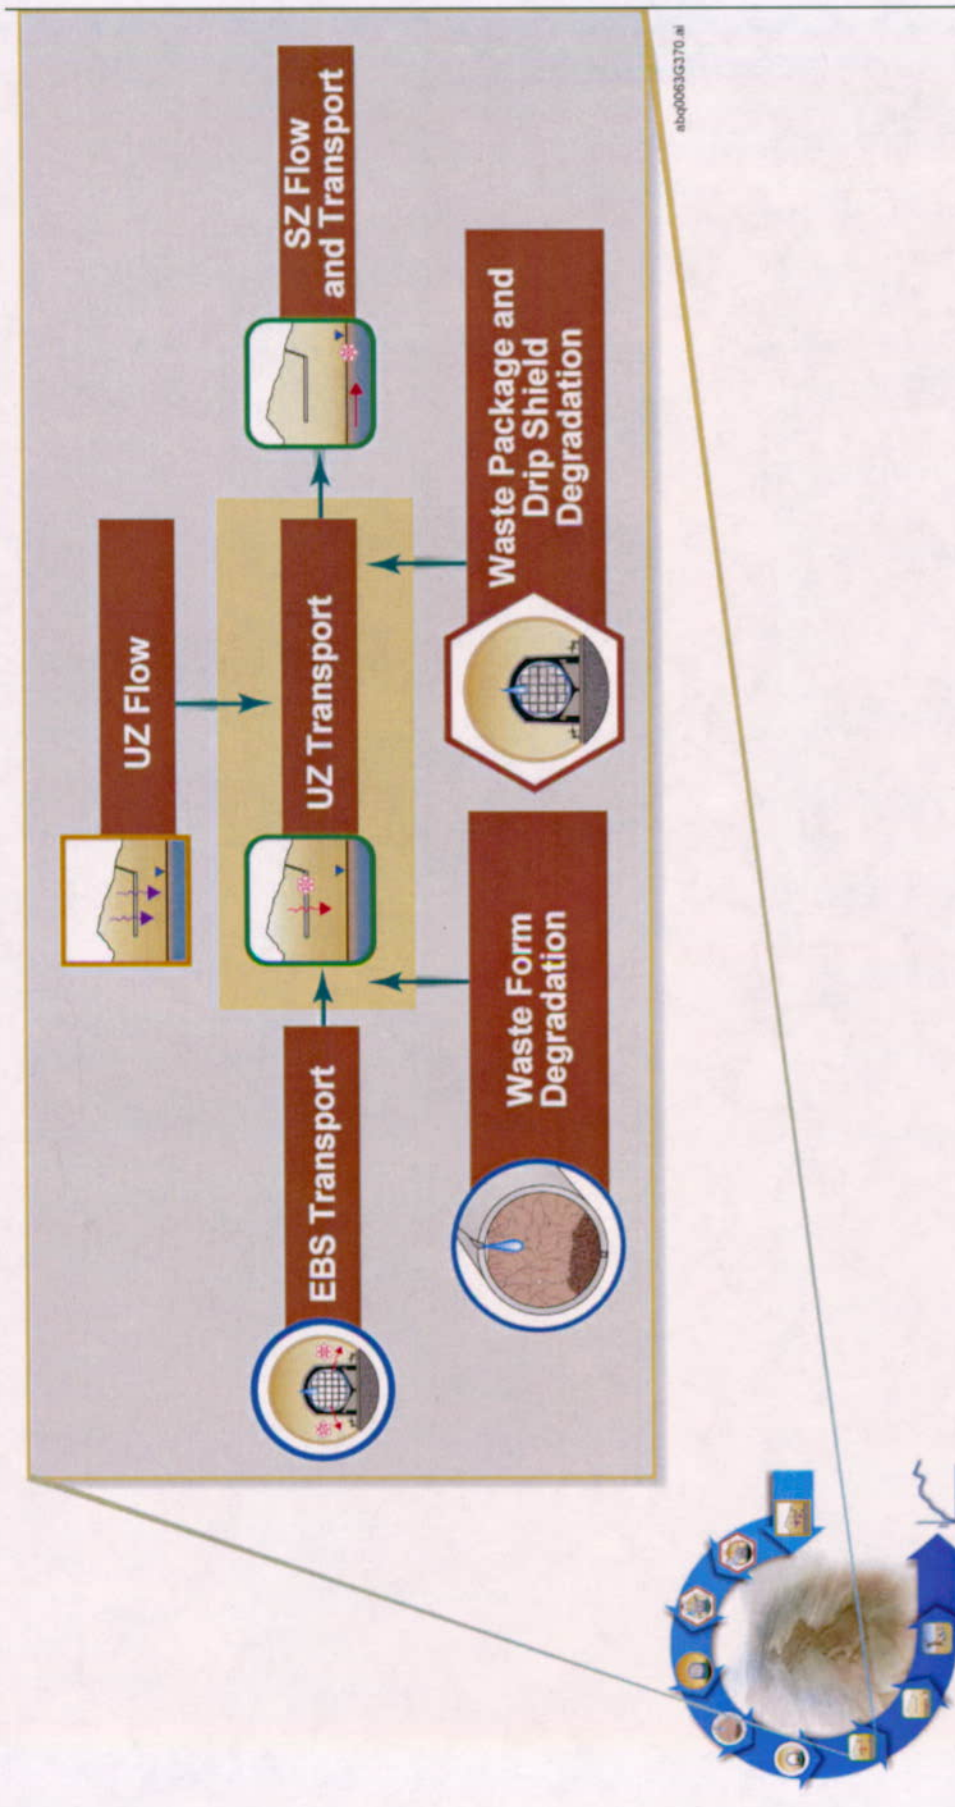 UZ Flow
EBS Transport
UZ Transport
SZ Flow
and Transport
Waste Form
Degradation
Waste Package and
Drip Shield
Degradation
abq0063G370.ai